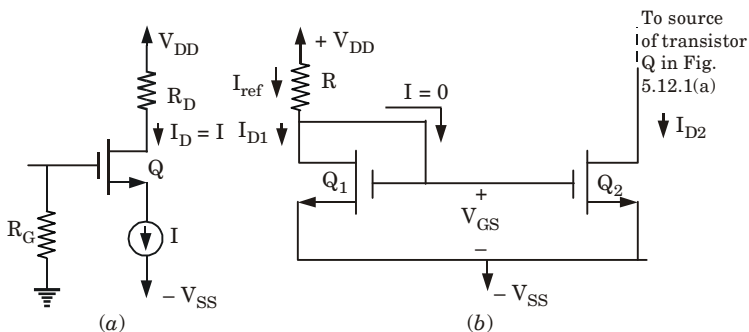 V_DD
R_D
I_D = I
Q
R_G
I
– V_SS
(a)
+ V_DD
I_ref
R
I = 0
I_D1
Q_1
+
V_GS
–
Q_2
– V_SS
(b)
To source
of transistor
Q in Fig.
5.12.1(a)
I_D2